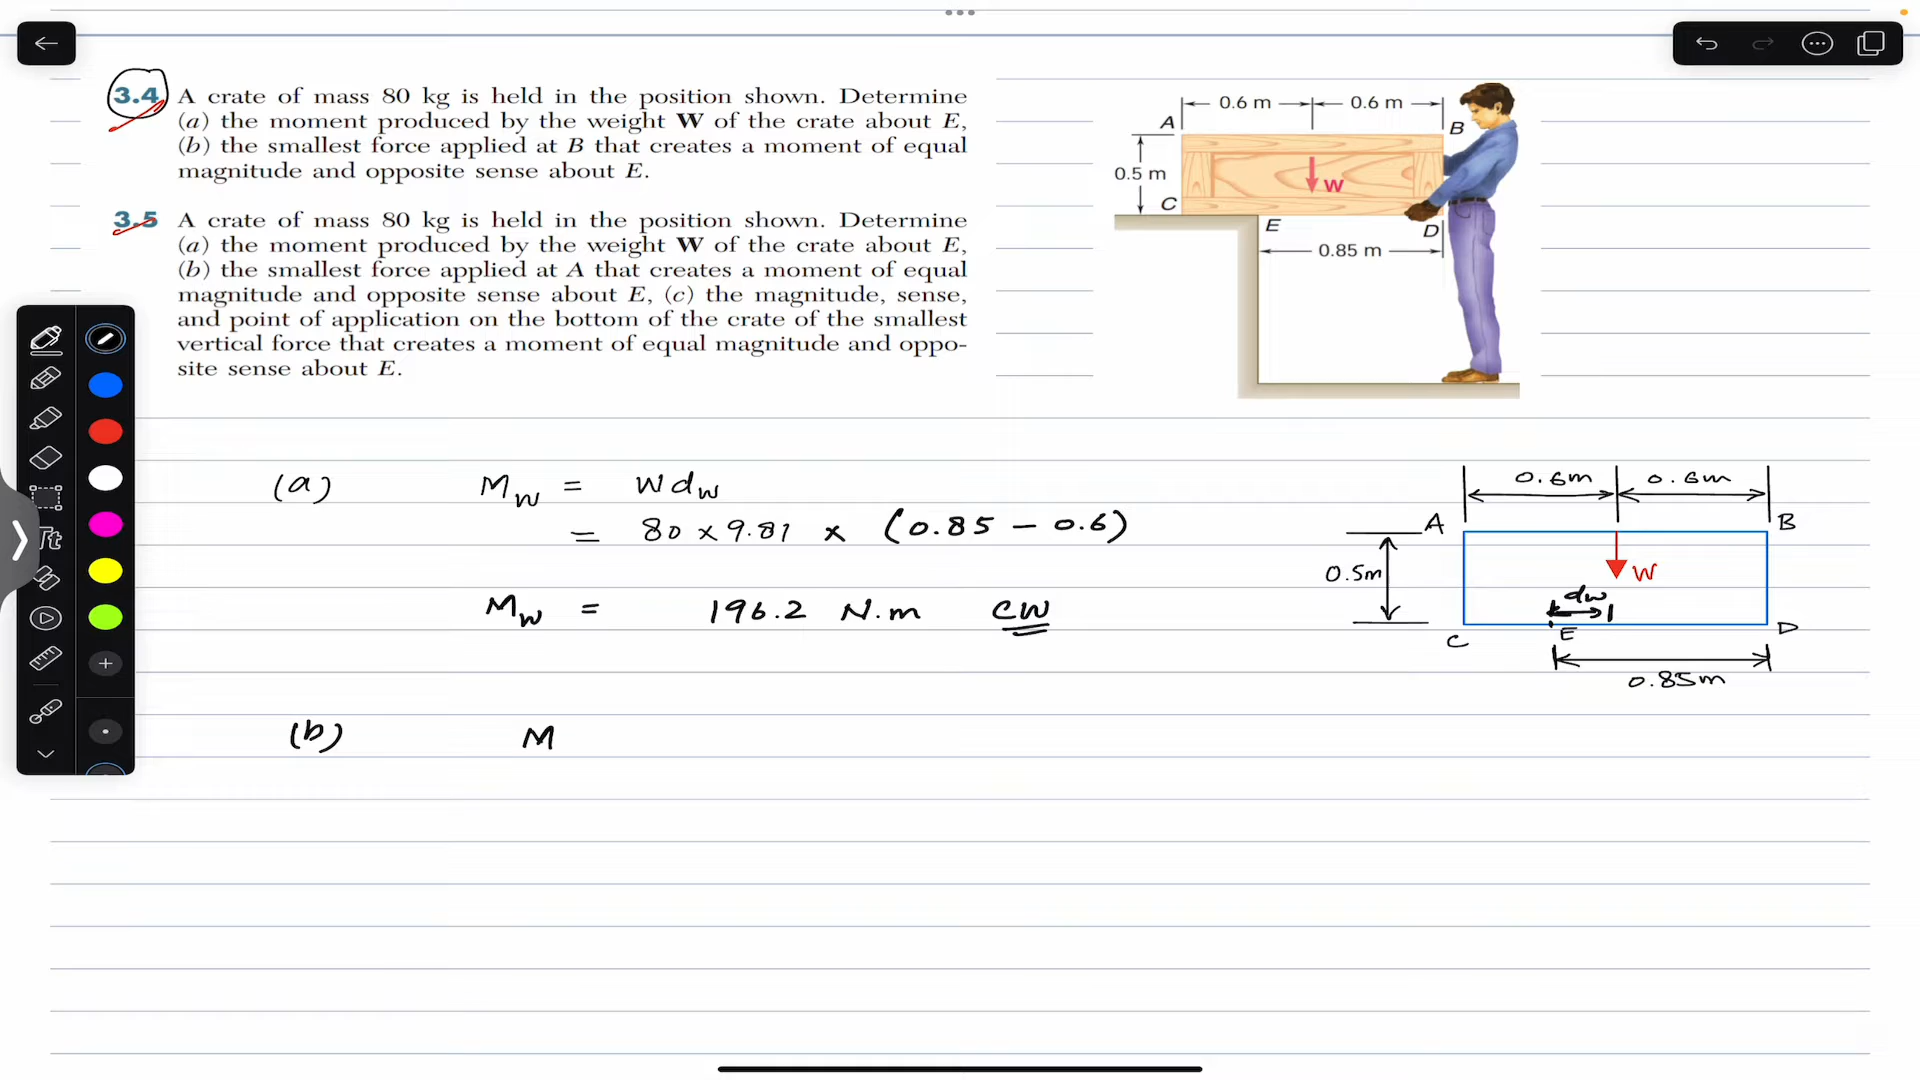 3.4 A crate of mass 80 kg is held in the position shown. Determine
(a) the moment produced by the weight W of the crate about E,
(b) the smallest force applied at B that creates a moment of equal
magnitude and opposite sense about E.
3.5 A crate of mass 80 kg is held in the position shown. Determine
(a) the moment produced by the weight W of the crate about E,
(b) the smallest force applied at A that creates a moment of equal
magnitude and opposite sense about E, (c) the magnitude, sense,
and point of application on the bottom of the crate of the smallest
vertical force that creates a moment of equal magnitude and oppo-
site sense about E.
0.6 m 0.6 m
A B
0.5 m
W
C
E D
0.85 m
Tt
(a) Mw = Wdw
= 80 × 9.81 × (0.85 − 0.6)
Mw = 196.2 N.m CW
(b) M
0.6m 0.6m
A B
0.5m W
dw
C E D
0.85m